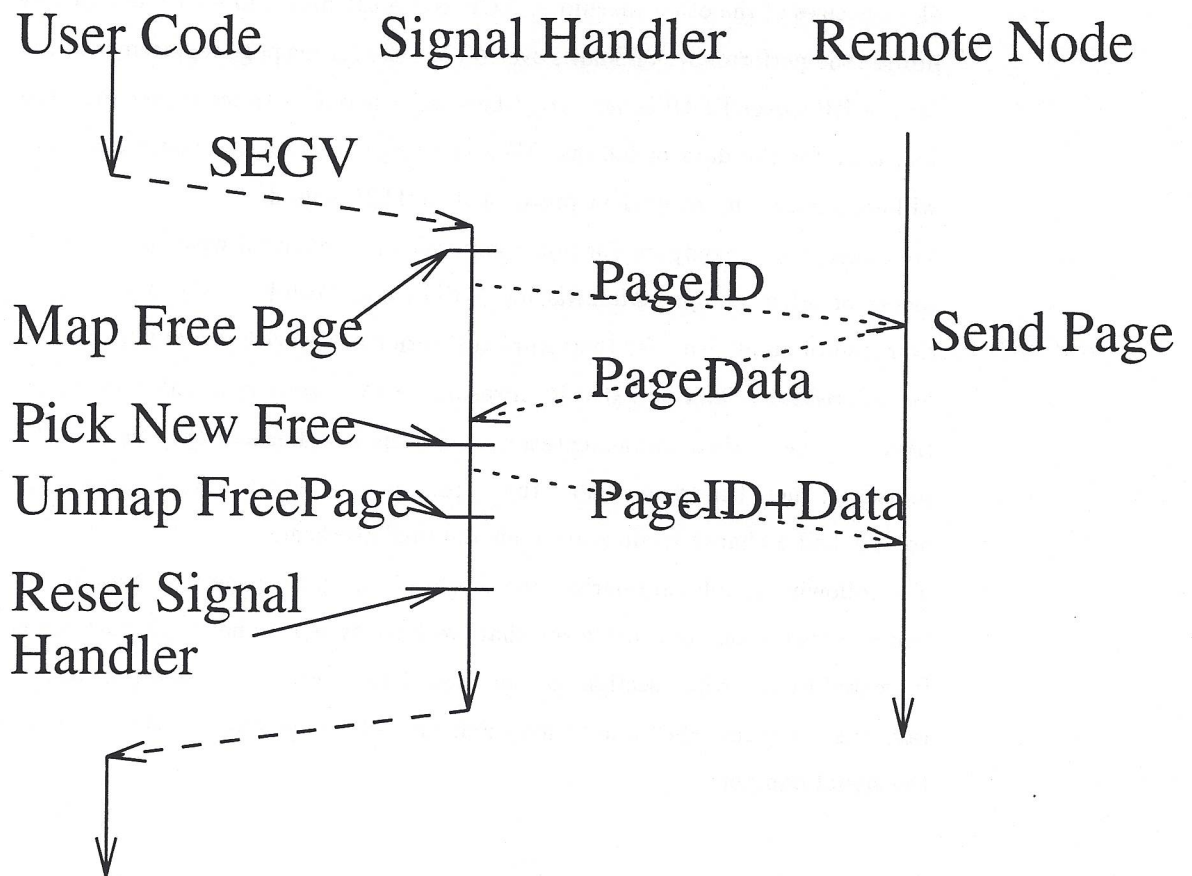 User Code
Signal Handler
Remote Node
SEGV
PageID
Map Free Page
Send Page
PageData
Pick New Free
Unmap FreePage
PageID+Data
Reset Signal
Handler